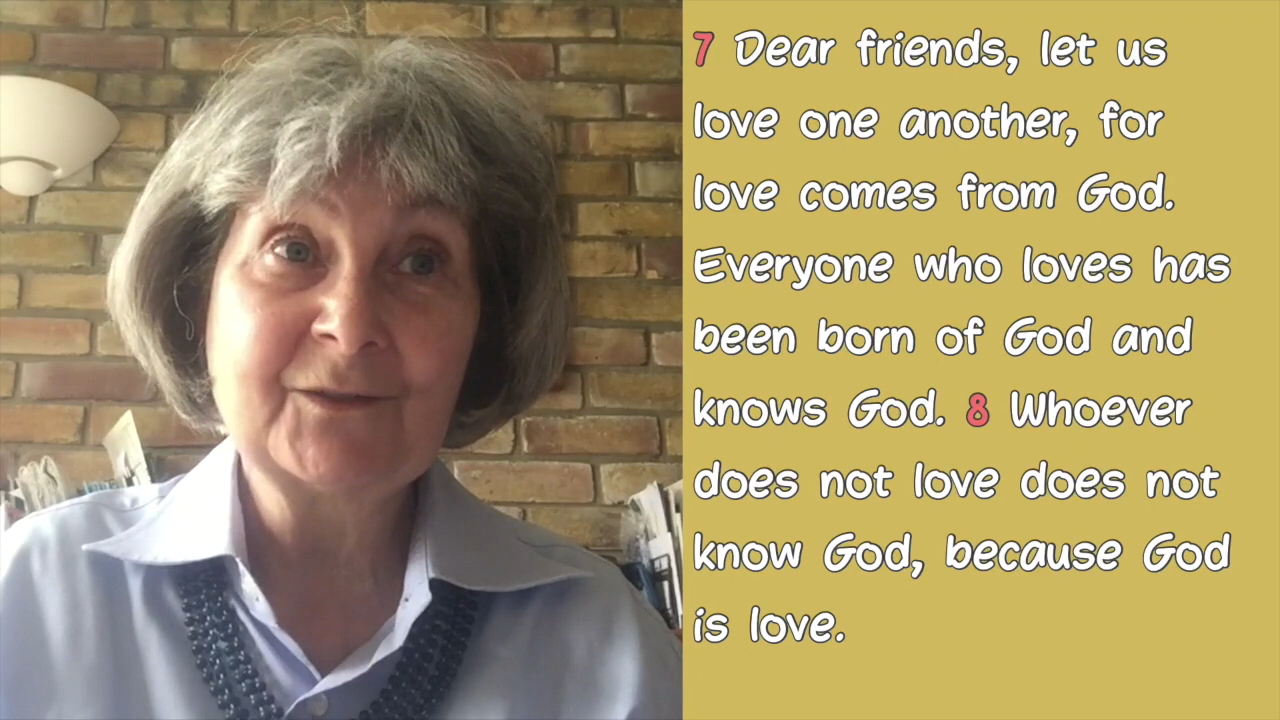 7 Dear friends, let us
love one another, for
love comes from God.
Everyone who loves has
been born of God and
knows God. 8 Whoever
does not love does not
know God, because God
is love.